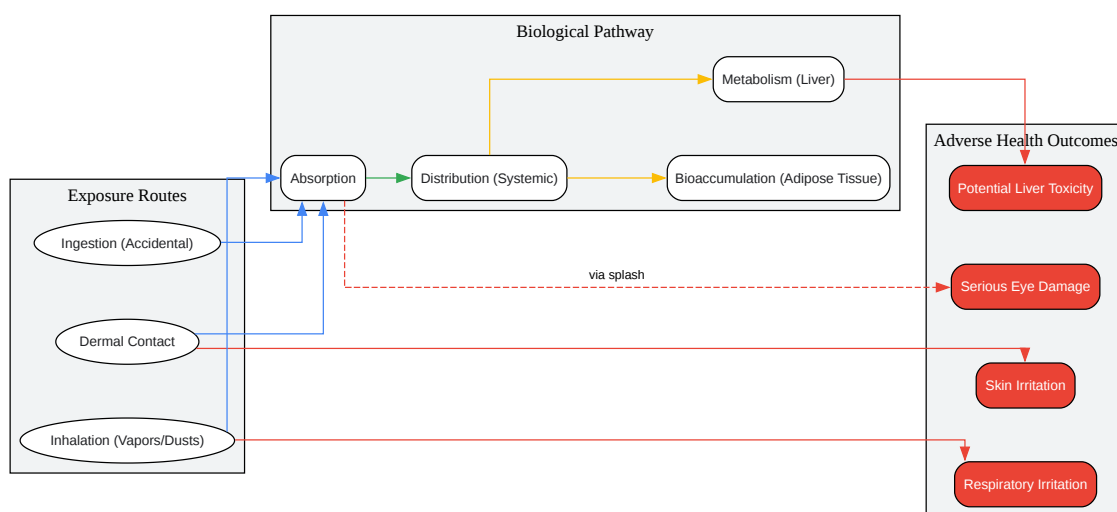 Biological Pathway
Metabolism (Liver)
Absorption
Distribution (Systemic)
Bioaccumulation (Adipose Tissue)
Exposure Routes
Ingestion (Accidental)
Dermal Contact
Inhalation (Vapors/Dusts)
via splash
Adverse Health Outcomes
Potential Liver Toxicity
Serious Eye Damage
Skin Irritation
Respiratory Irritation